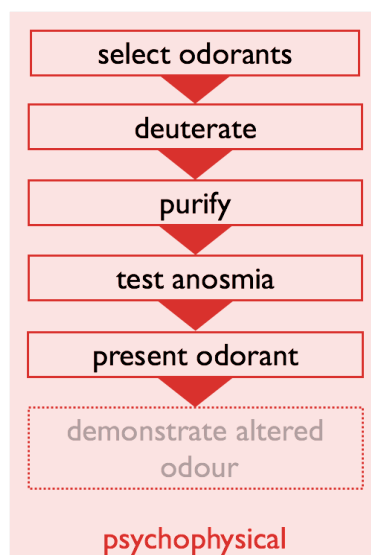 select odorants
deuterate
purify
test anosmia
present odorant
demonstrate altered
odour
psychophysical